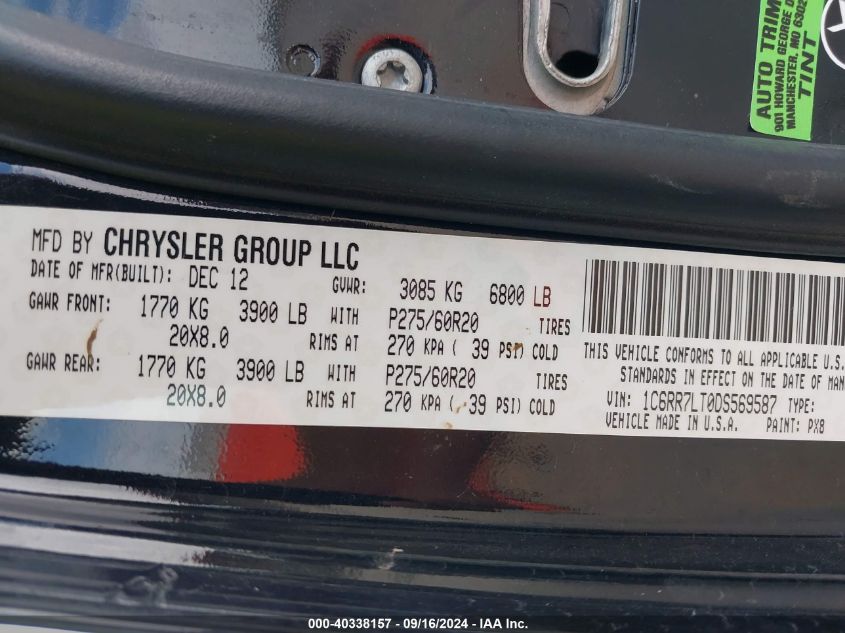 AUTO TRIM
901 HOWARD GEORGE
MANCHESTER, MO 6302
TINT
MFD BY CHRYSLER GROUP LLC
DATE OF MFR(BUILT): DEC 12 GVWR: 3085 KG 6800 LB
GAWR FRONT: 1770 KG 3900 LB WITH P275/60R20 TIRES
20X8.0 RIMS AT 270 KPA ( 39 PSI) COLD
GAWR REAR: 1770 KG 3900 LB WITH P275/60R20 TIRES
20X8.0 RIMS AT 270 KPA ( 39 PSI) COLD
THIS VEHICLE CONFORMS TO ALL APPLICABLE U.S.
STANDARDS IN EFFECT ON THE DATE OF MAN
VIN: 1C6RR7LT0DS569587 TYPE:
VEHICLE MADE IN U.S.A. PAINT: PX8
000-40338157 - 09/16/2024 - IAA Inc.